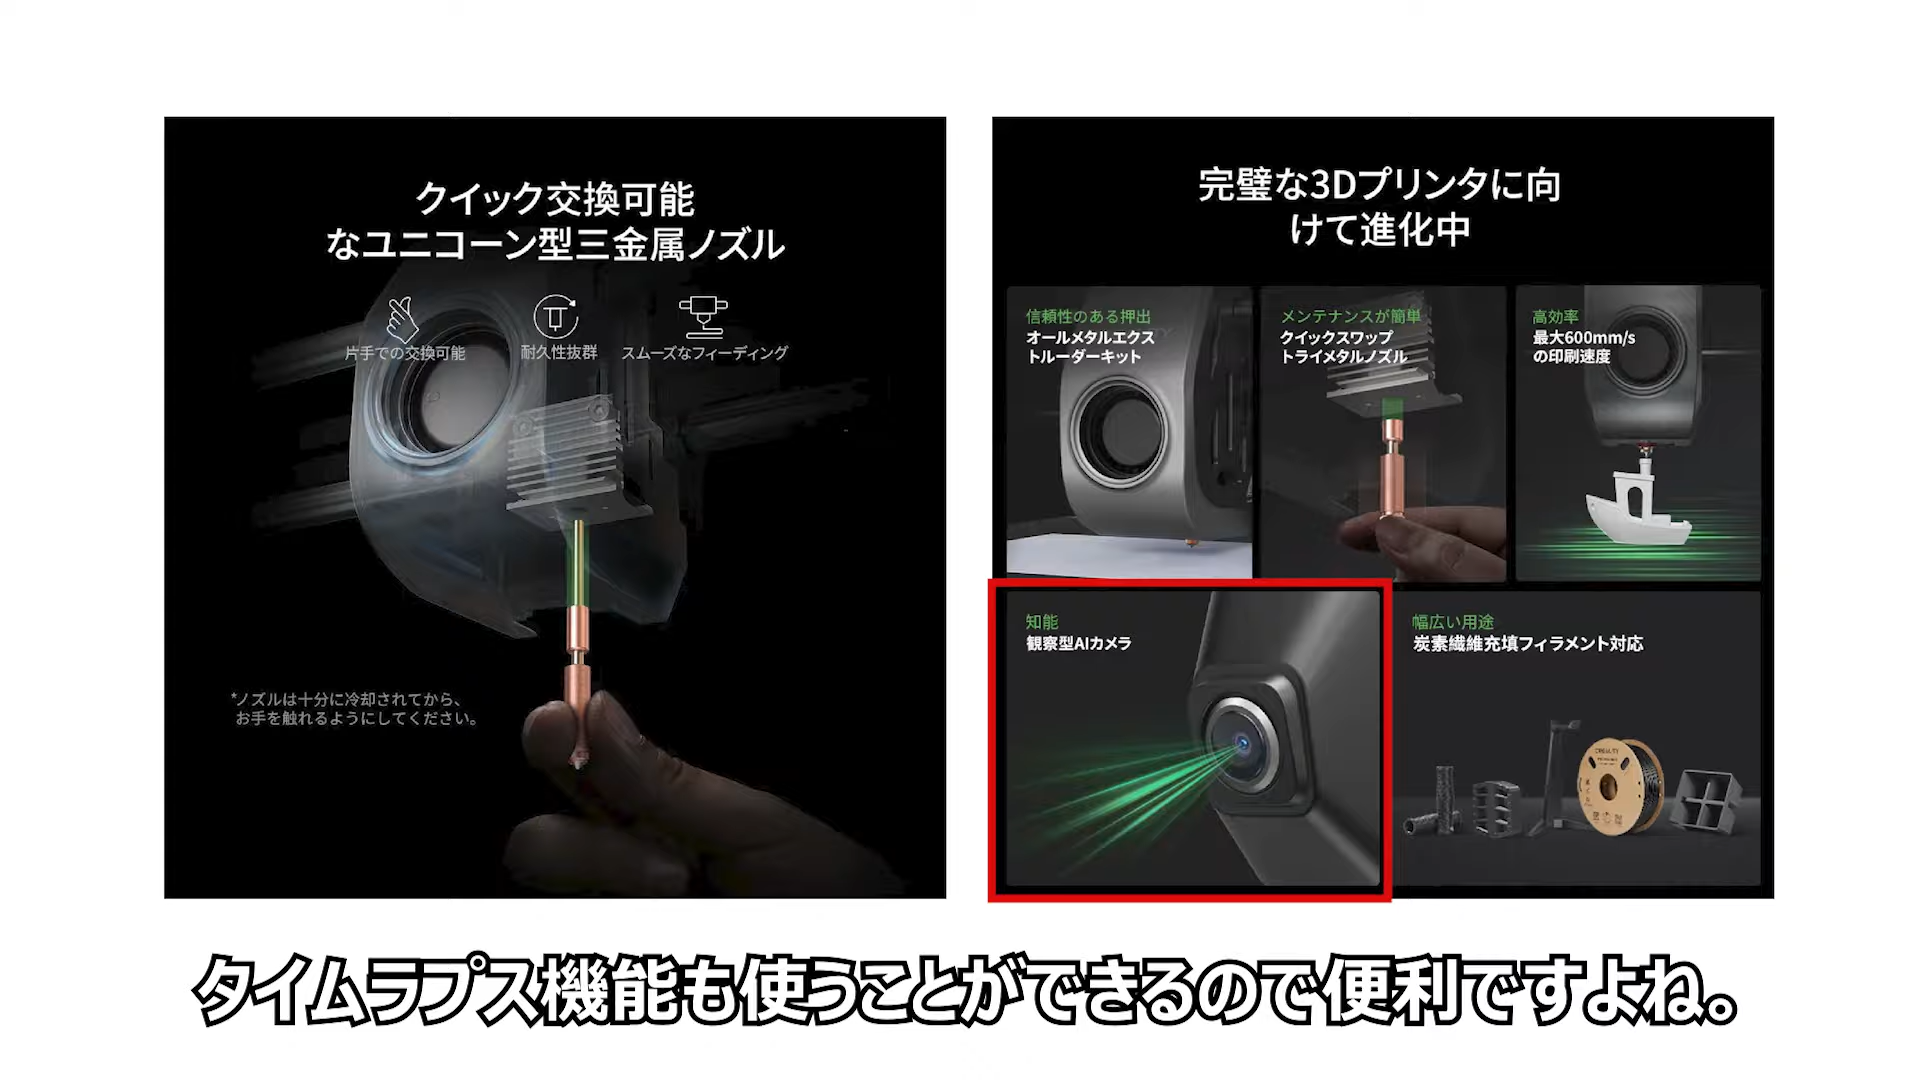 クイック交換可能
なユニコーン型三金属ノズル
片手での交換可能
耐久性抜群
スムーズなフィーディング
*ノズルは十分に冷却されてから、
お手を触れるようにしてください。
完璧な3Dプリンタに向
けて進化中
信頼性のある押出
オールメタルエクス
トルーダーキット
メンテナンスが簡単
クイックスワップ
トライメタルノズル
高効率
最大600mm/s
の印刷速度
知能
観察型AIカメラ
幅広い用途
炭素繊維充填フィラメント対応
CREALITY
タイムラプス機能も使うことができるので便利ですよね。